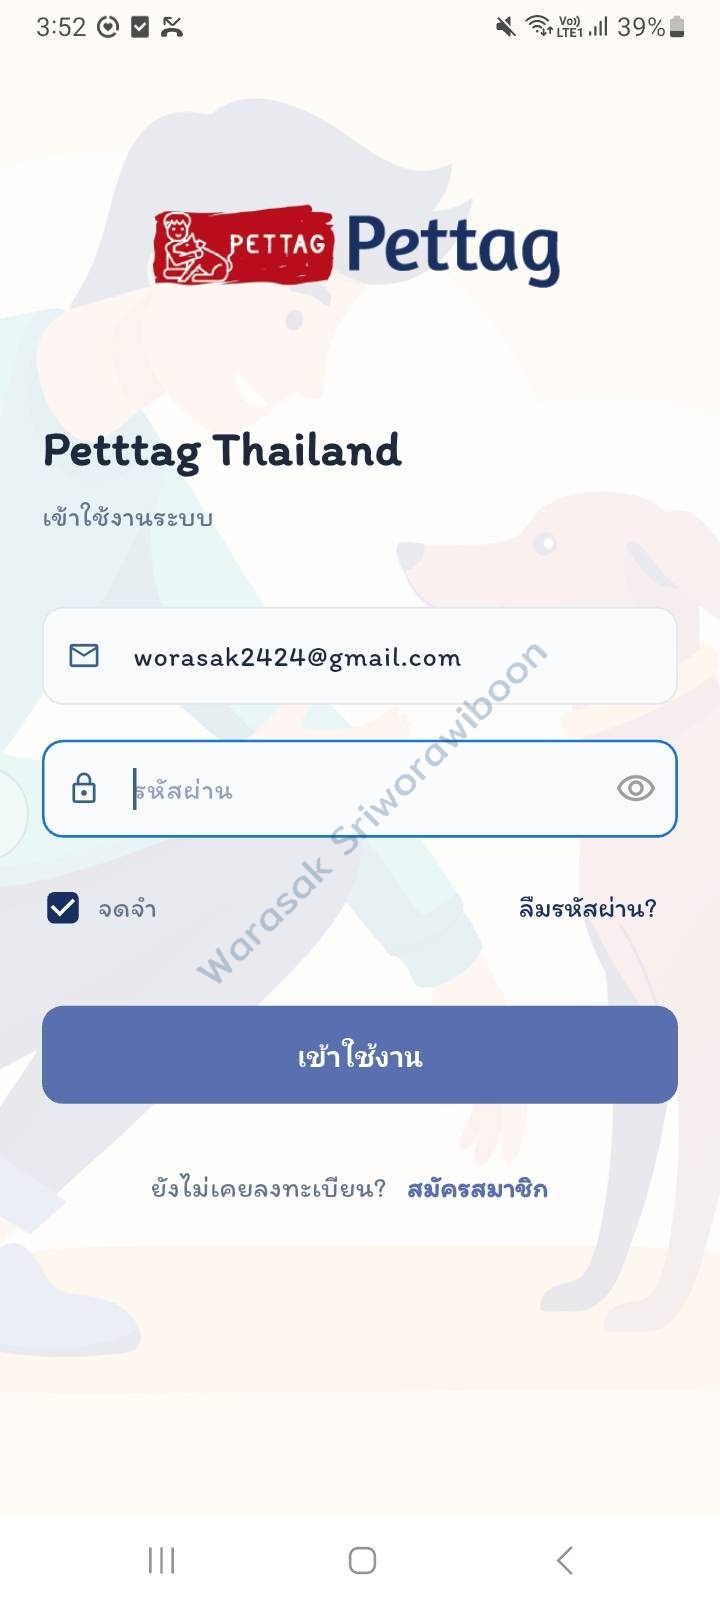 3:52 Vo)) LTE1 39%
PETTAG Pettag
Petttag Thailand
เข้าใช้งานระบบ
worasak2424@gmail.com
รหัสผ่าน
Warasak Sriworawiboon
จดจำ ลืมรหัสผ่าน?
เข้าใช้งาน
ยังไม่เคยลงทะเบียน? สมัครสมาชิก